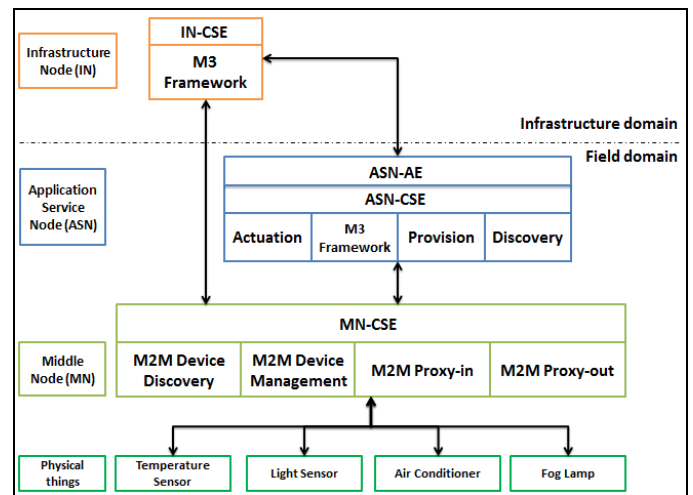 Infrastructure
Node (IN)
IN-CSE
M3
Framework
Infrastructure domain
Field domain
Application
Service
Node (ASN)
ASN-AE
ASN-CSE
Actuation
M3
Framework
Provision
Discovery
Middle
Node (MN)
MN-CSE
M2M Device
Discovery
M2M Device
Management
M2M Proxy-in
M2M Proxy-out
Physical
things
Temperature
Sensor
Light Sensor
Air Conditioner
Fog Lamp